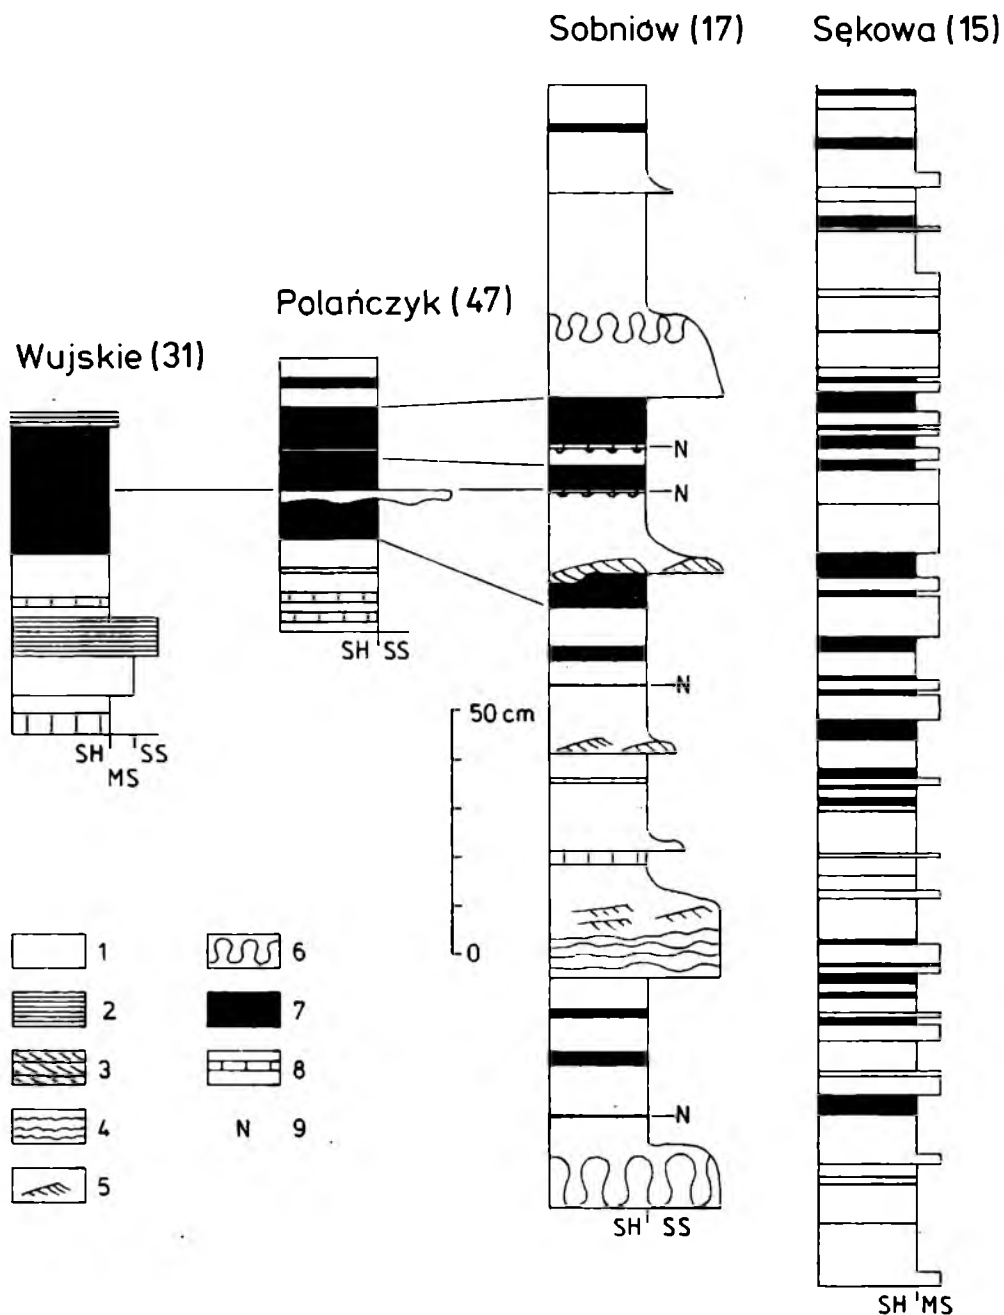 Sobniów (17)
Sękowa (15)
Polańczyk (47)
Wujskie (31)
N
N
SH SS
N
50 cm
SH SS
MS
0
1
6
2
7
3
8
N
4
N 9
5
SH SS
SH MS